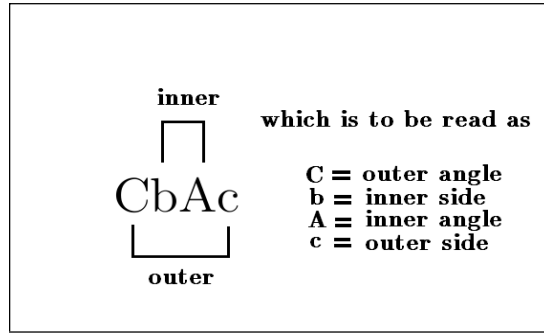 inner
CbAc
outer
which is to be read as
C = outer angle
b = inner side
A = inner angle
c = outer side